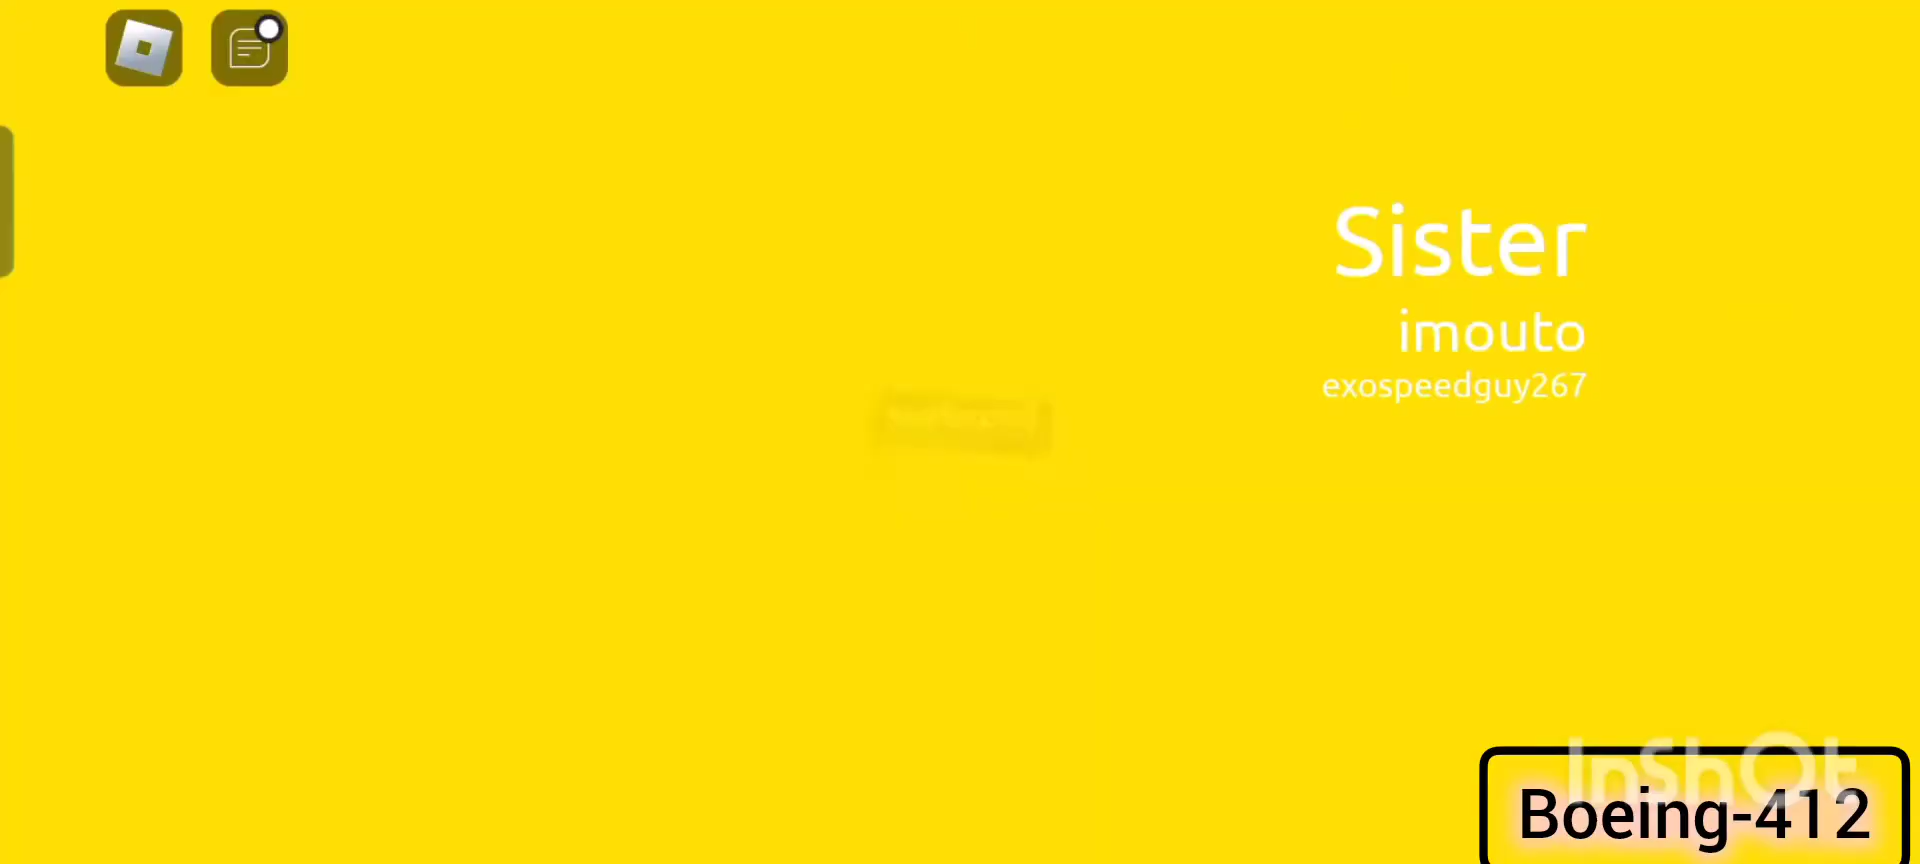 Sister
imouto
exospeedguy267
InShOt
Boeing-412